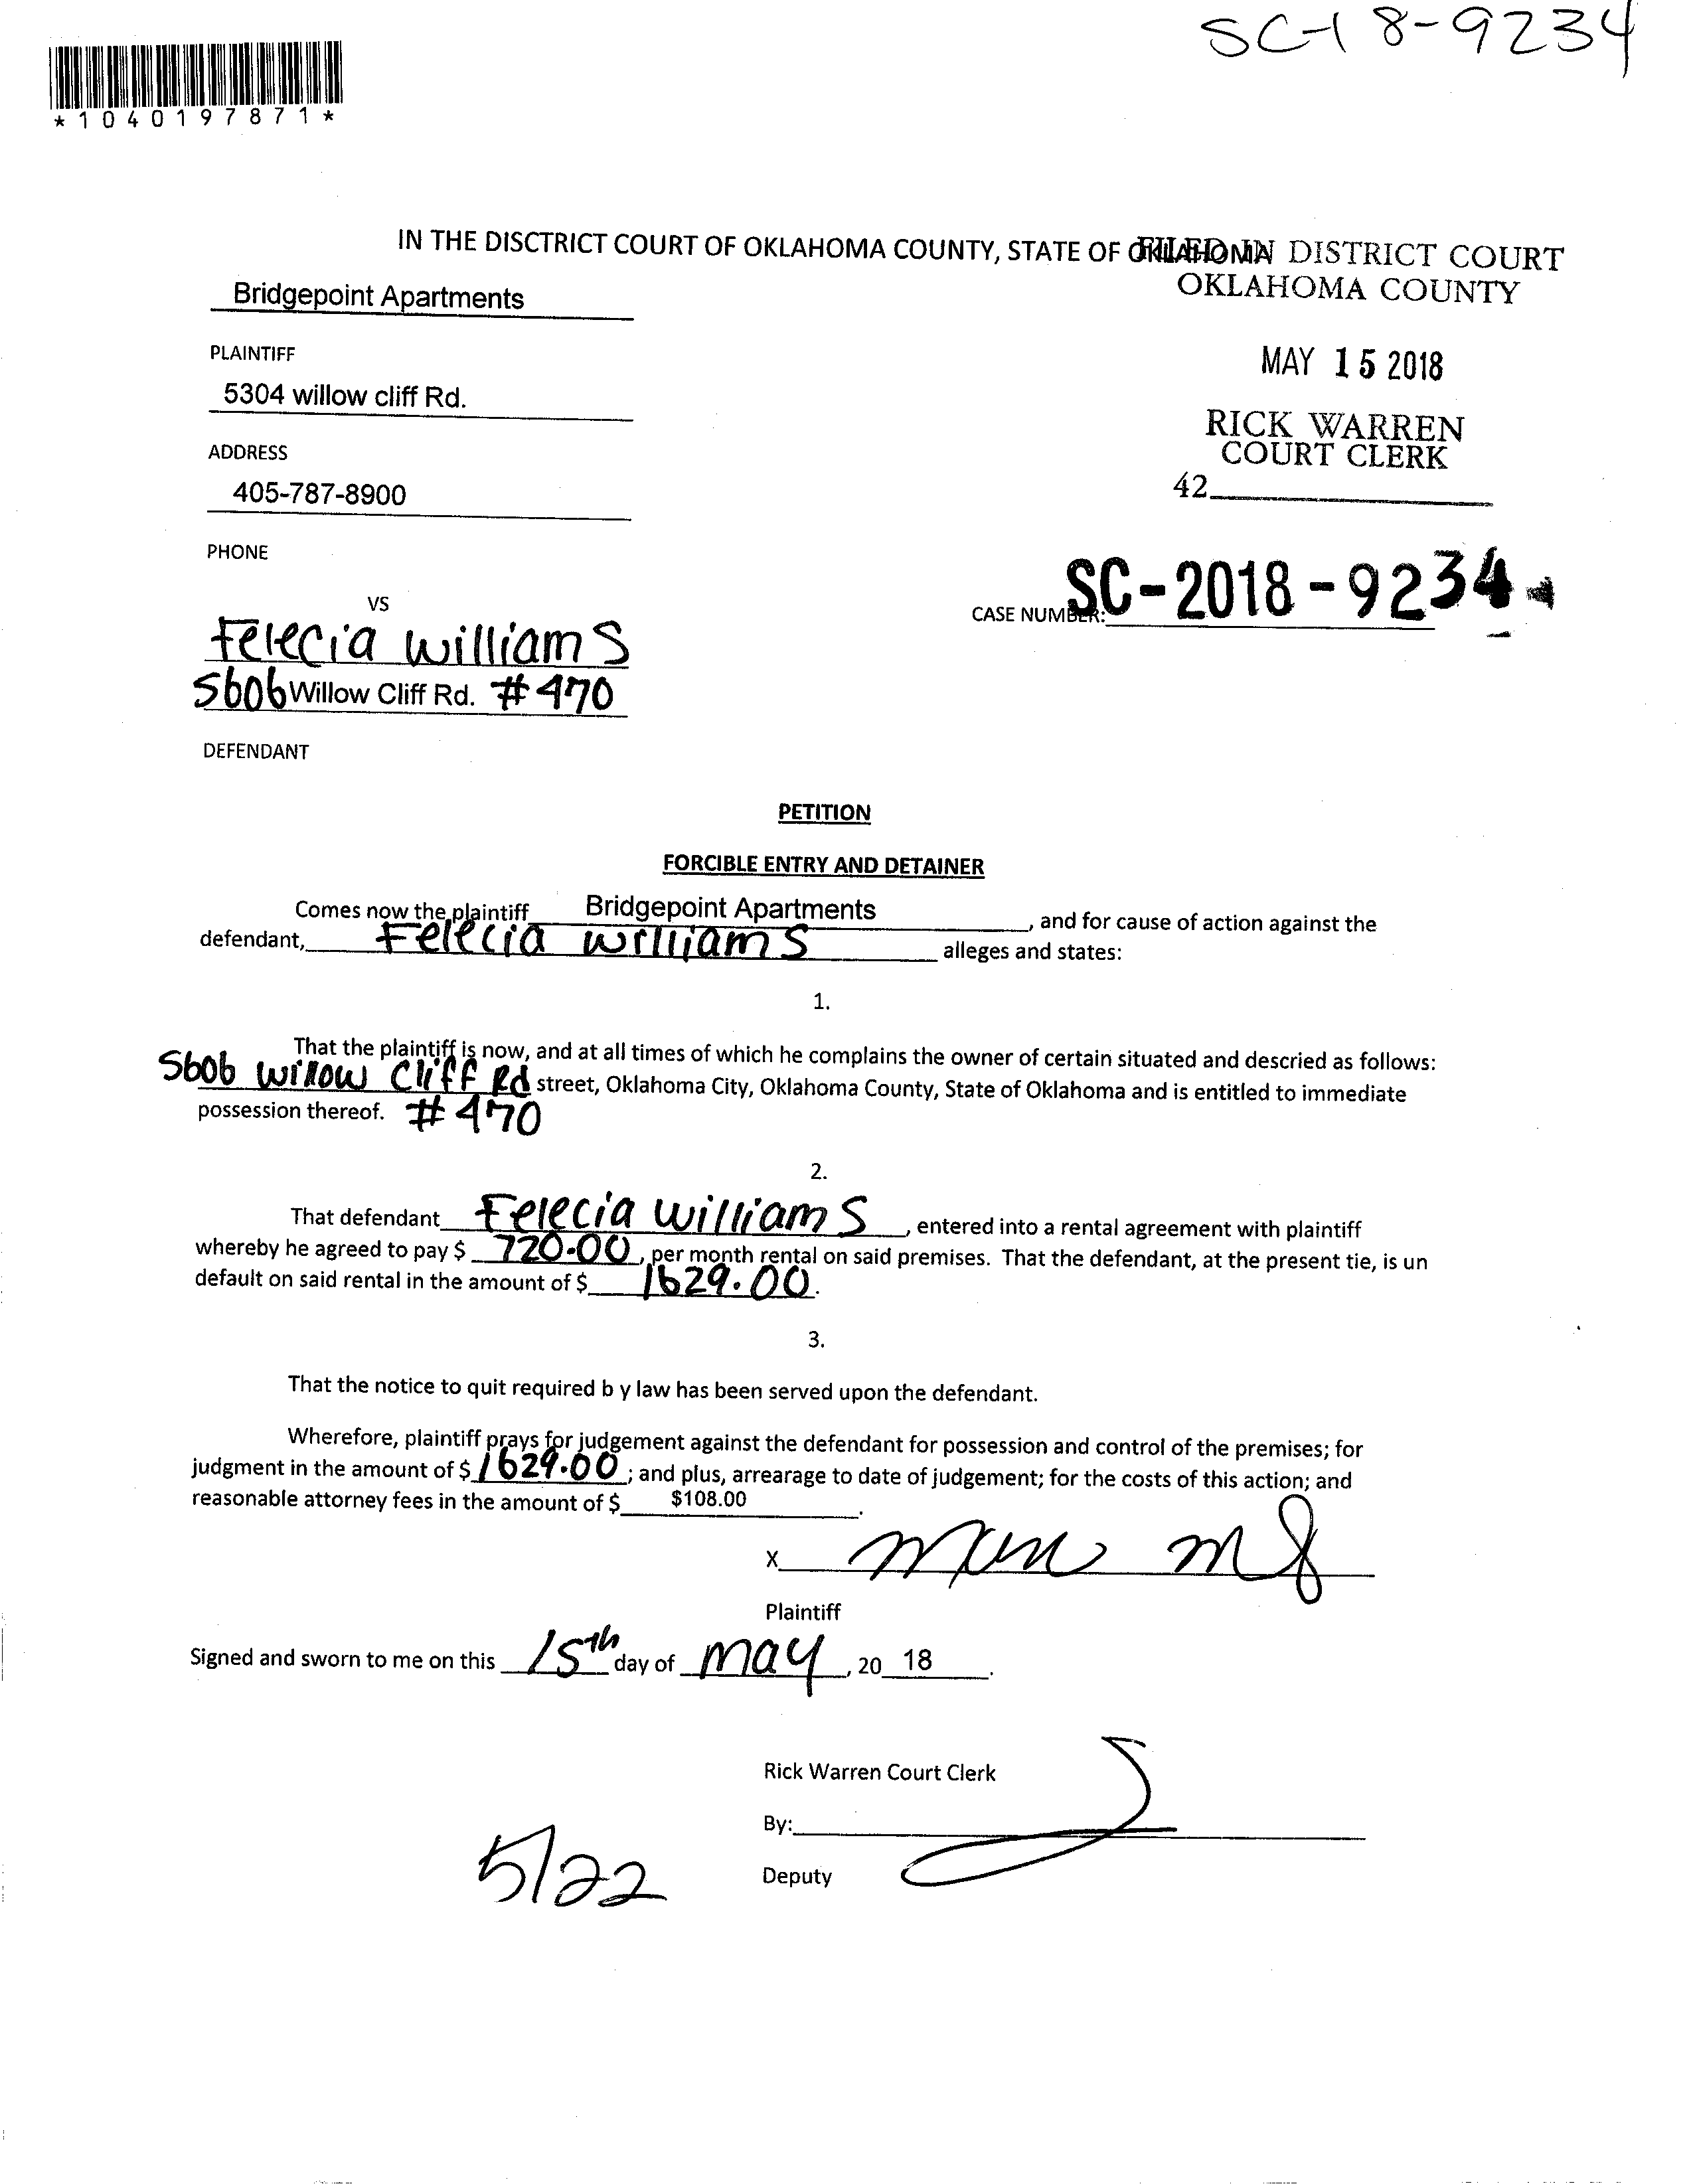 SC-18-9234
*1040197871*
IN THE DISCTRICT COURT OF OKLAHOMA COUNTY, STATE OF OKLAHOMA
FILED IN DISTRICT COURT
OKLAHOMA COUNTY
Bridgepoint Apartments
PLAINTIFF
MAY 15 2018
5304 willow cliff Rd.
RICK WARREN
COURT CLERK
ADDRESS
42
405-787-8900
PHONE
CASE NUMBER: SC-2018-9234
VS
Felecia Williams
5606 Willow Cliff Rd. #470
DEFENDANT
PETITION
FORCIBLE ENTRY AND DETAINER
Comes now the plaintiff Bridgepoint Apartments, and for cause of action against the
defendant, Felecia Williams alleges and states:
1.
That the plaintiff is now, and at all times of which he complains the owner of certain situated and descried as follows:
5606 Willow Cliff Rd street, Oklahoma City, Oklahoma County, State of Oklahoma and is entitled to immediate
possession thereof. #470
2.
That defendant Felecia Williams, entered into a rental agreement with plaintiff
whereby he agreed to pay $ 720.00, per month rental on said premises. That the defendant, at the present tie, is un
default on said rental in the amount of $ 1629.00.
3.
That the notice to quit required b y law has been served upon the defendant.
Wherefore, plaintiff prays for judgement against the defendant for possession and control of the premises; for
judgment in the amount of $ 1629.00; and plus, arrearage to date of judgement; for the costs of this action; and
reasonable attorney fees in the amount of $ $108.00.
X
Plaintiff
Signed and sworn to me on this 15th day of May, 20 18.
Rick Warren Court Clerk
By:
Deputy
5/22